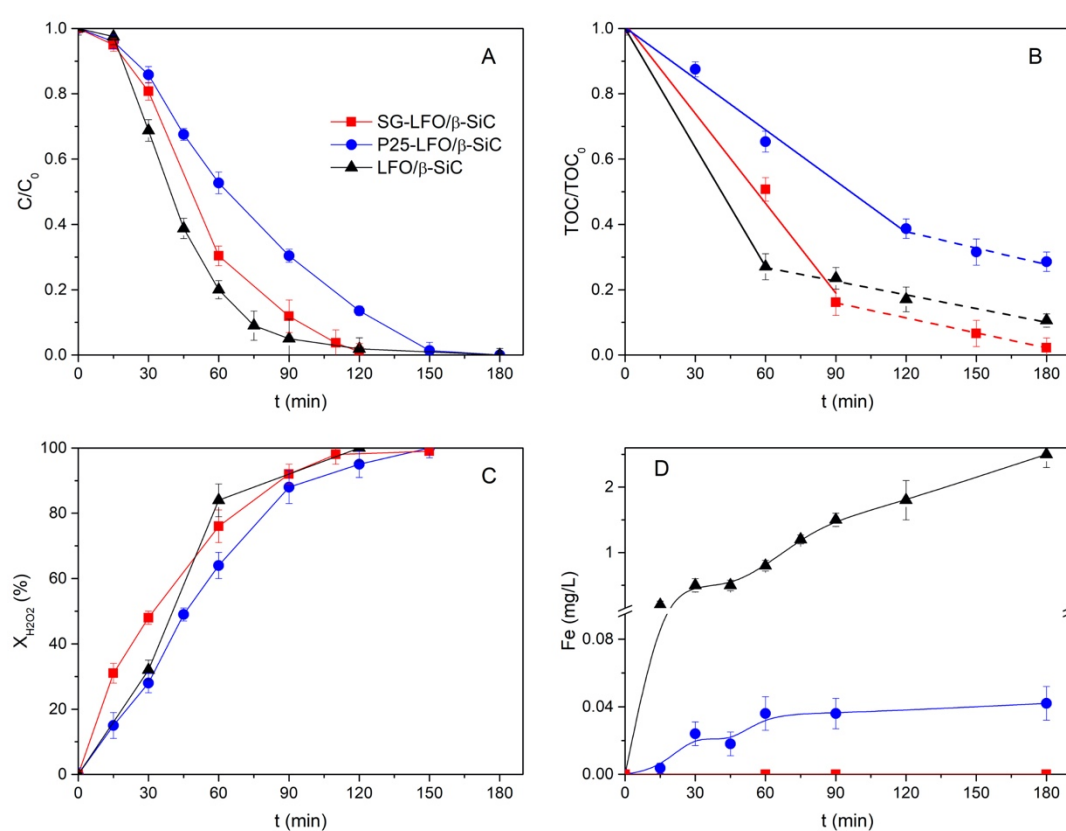 A
C/C₀
1.0
0.8
0.6
0.4
0.2
0.0
SG-LFO/β-SiC
P25-LFO/β-SiC
LFO/β-SiC
0 30 60 90 120 150 180
t (min)
B
TOC/TOC₀
1.0
0.8
0.6
0.4
0.2
0.0
0 30 60 90 120 150 180
t (min)
C
X_H2O2 (%)
100
80
60
40
20
0
0 30 60 90 120 150 180
t (min)
D
Fe (mg/L)
2
1
0.08
0.04
0.00
0 30 60 90 120 150 180
t (min)